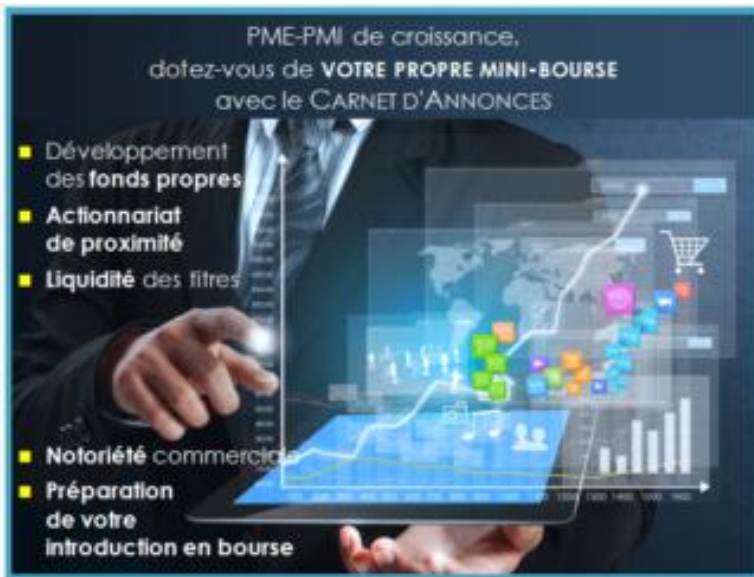 PME-PMI de croissance,
dotez-vous de VOTRE PROPRE MINI-BOURSE
avec le CARNET D'ANNONCES
Développement
des fonds propres
Actionnariat
de proximité
Liquidité des titres
Notoriété commerciale
Préparation
de votre
introduction en bourse